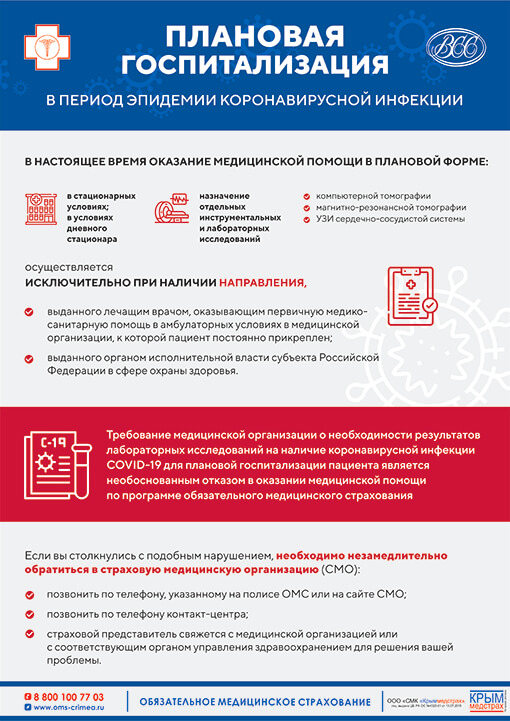 ПЛАНОВАЯ
ГОСПИТАЛИЗАЦИЯ
ВСС
В ПЕРИОД ЭПИДЕМИИ КОРОНАВИРУСНОЙ ИНФЕКЦИИ
В НАСТОЯЩЕЕ ВРЕМЯ ОКАЗАНИЕ МЕДИЦИНСКОЙ ПОМОЩИ В ПЛАНОВОЙ ФОРМЕ:
в стационарных
условиях;
в условиях
дневного
стационара
назначение
отдельных
инструментальных
и лабораторных
исследований
компьютерной томографии
магнитно-резонансной томографии
УЗИ сердечно-сосудистой системы
осуществляется
ИСКЛЮЧИТЕЛЬНО ПРИ НАЛИЧИИ НАПРАВЛЕНИЯ,
выданного лечащим врачом, оказывающим первичную медико-
санитарную помощь в амбулаторных условиях в медицинской
организации, к которой пациент постоянно прикреплен;
выданного органом исполнительной власти субъекта Российской
Федерации в сфере охраны здоровья.
C-19
Требование медицинской организации о необходимости результатов
лабораторных исследований на наличие коронавирусной инфекции
COVID-19 для плановой госпитализации пациента является
необоснованным отказом в оказании медицинской помощи
по программе обязательного медицинского страхования
Если вы столкнулись с подобным нарушением, необходимо незамедлительно
обратиться в страховую медицинскую организацию (СМО):
позвонить по телефону, указанному на полисе ОМС или на сайте СМО;
позвонить по телефону контакт-центра;
страховой представитель свяжется с медицинской организацией или
с соответствующим органом управления здравоохранением для решения вашей
проблемы.
8 800 100 77 03
www.oms-crimea.ru
ОБЯЗАТЕЛЬНОЕ МЕДИЦИНСКОЕ СТРАХОВАНИЕ
ООО «СМК «Крыммедстрах»
КРЫМ
медстрах